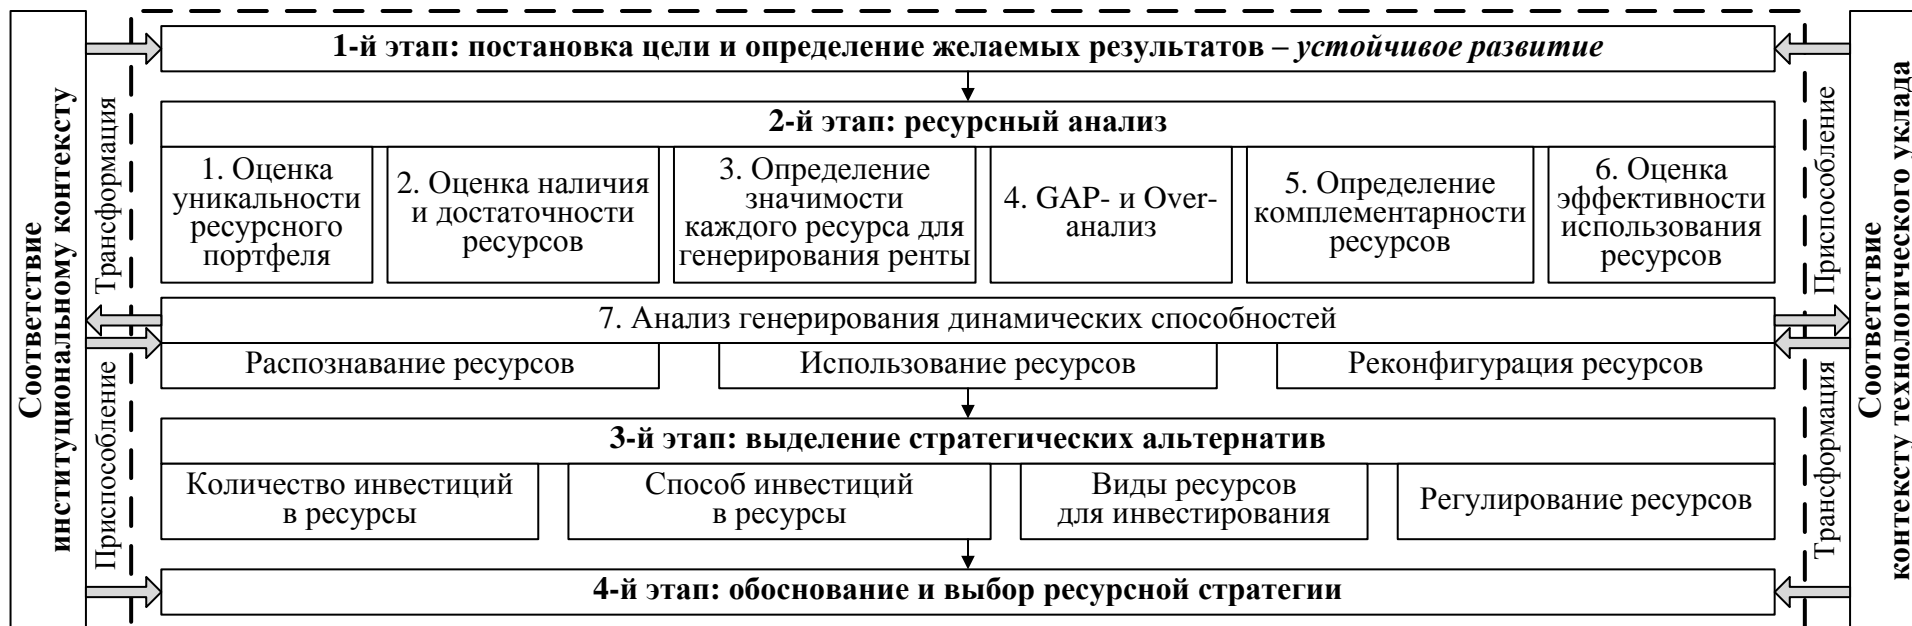 Соответствие
институциональному контексту
Трансформация
Приспособление
1-й этап: постановка цели и определение желаемых результатов – устойчивое развитие
2-й этап: ресурсный анализ
1. Оценка
уникальности
ресурсного
портфеля
2. Оценка наличия
и достаточности
ресурсов
3. Определение
значимости
каждого ресурса для
генерирования ренты
4. GAP- и Over-
анализ
5. Определение
комплементарности
ресурсов
6. Оценка
эффективности
использования
ресурсов
7. Анализ генерирования динамических способностей
Распознавание ресурсов
Использование ресурсов
Реконфигурация ресурсов
3-й этап: выделение стратегических альтернатив
Количество инвестиций
в ресурсы
Способ инвестиций
в ресурсы
Виды ресурсов
для инвестирования
Регулирование ресурсов
4-й этап: обоснование и выбор ресурсной стратегии
Приспособление
Трансформация
Соответствие
контексту технологического уклада